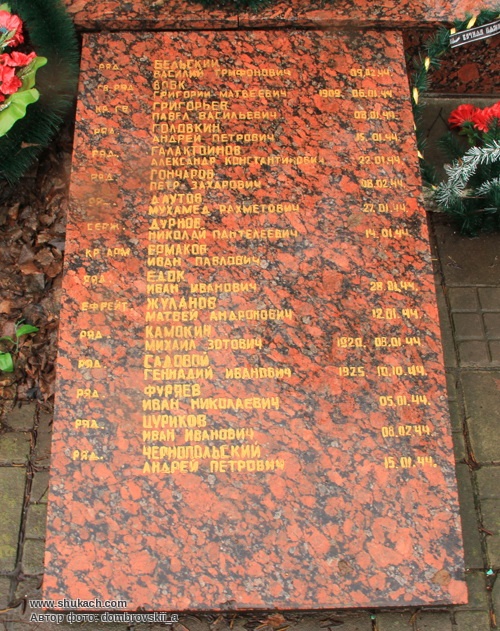 РЯД. БЕЛЬСКИЙ
ВАСИЛИЙ ТРИФОНОВИЧ 09.02.44.
ГВ.РЯД. ВОВК
ГРИГОРИЙ МАТВЕЕВИЧ 1909. 06.01.44.
КР. ГВ. ГРИГОРЬЕВ
ПАВЕЛ ВАСИЛЬЕВИЧ 08.01.44.
РЯД. ГОЛОВКИН
АНДРЕЙ ПЕТРОВИЧ 15.01.44.
РЯД. ГАЛАКТОИНОВ
АЛЕКСАНДР КОНСТАНТИНОВИЧ 22.01.44.
РЯД. ГОНЧАРОВ
ПЕТР ЗАХАРОВИЧ 08.02.44.
ДАУТОВ
МУХАМЕД РАХМЕТОВИЧ 27.01.44.
СЕРЖ. ДУРНОВ
НИКОЛАЙ ПАНТЕЛЕЕВИЧ 14.01.44.
КР. АРМ. ЕРМАКОВ
ИВАН ПАВЛОВИЧ
РЯД. ЕДОК
ИВАН ИВАНОВИЧ 28.01.44.
ЕФРЕЙТ. ЖУЛАНОВ
МАТВЕЙ АНДРОНОВИЧ 12.01.44.
РЯД. КАМОКИН
МИХАИЛ ЗОТОВИЧ 1920. 08.01.44.
РЯД. САДОВОЙ
ГЕННАДИЙ ИВАНОВИЧ 1925. 10.10.44.
РЯД. ФУРЯЕВ
ИВАН НИКОЛАЕВИЧ 05.01.44.
РЯД. ЦУРИКОВ
ИВАН ИВАНОВИЧ 08.02.44.
РЯД. ЧЕРНОПОЛЬСКИЙ
АНДРЕЙ ПЕТРОВИЧ 15.01.44.
www.shukach.com
Автор фото: dombrovskii_a